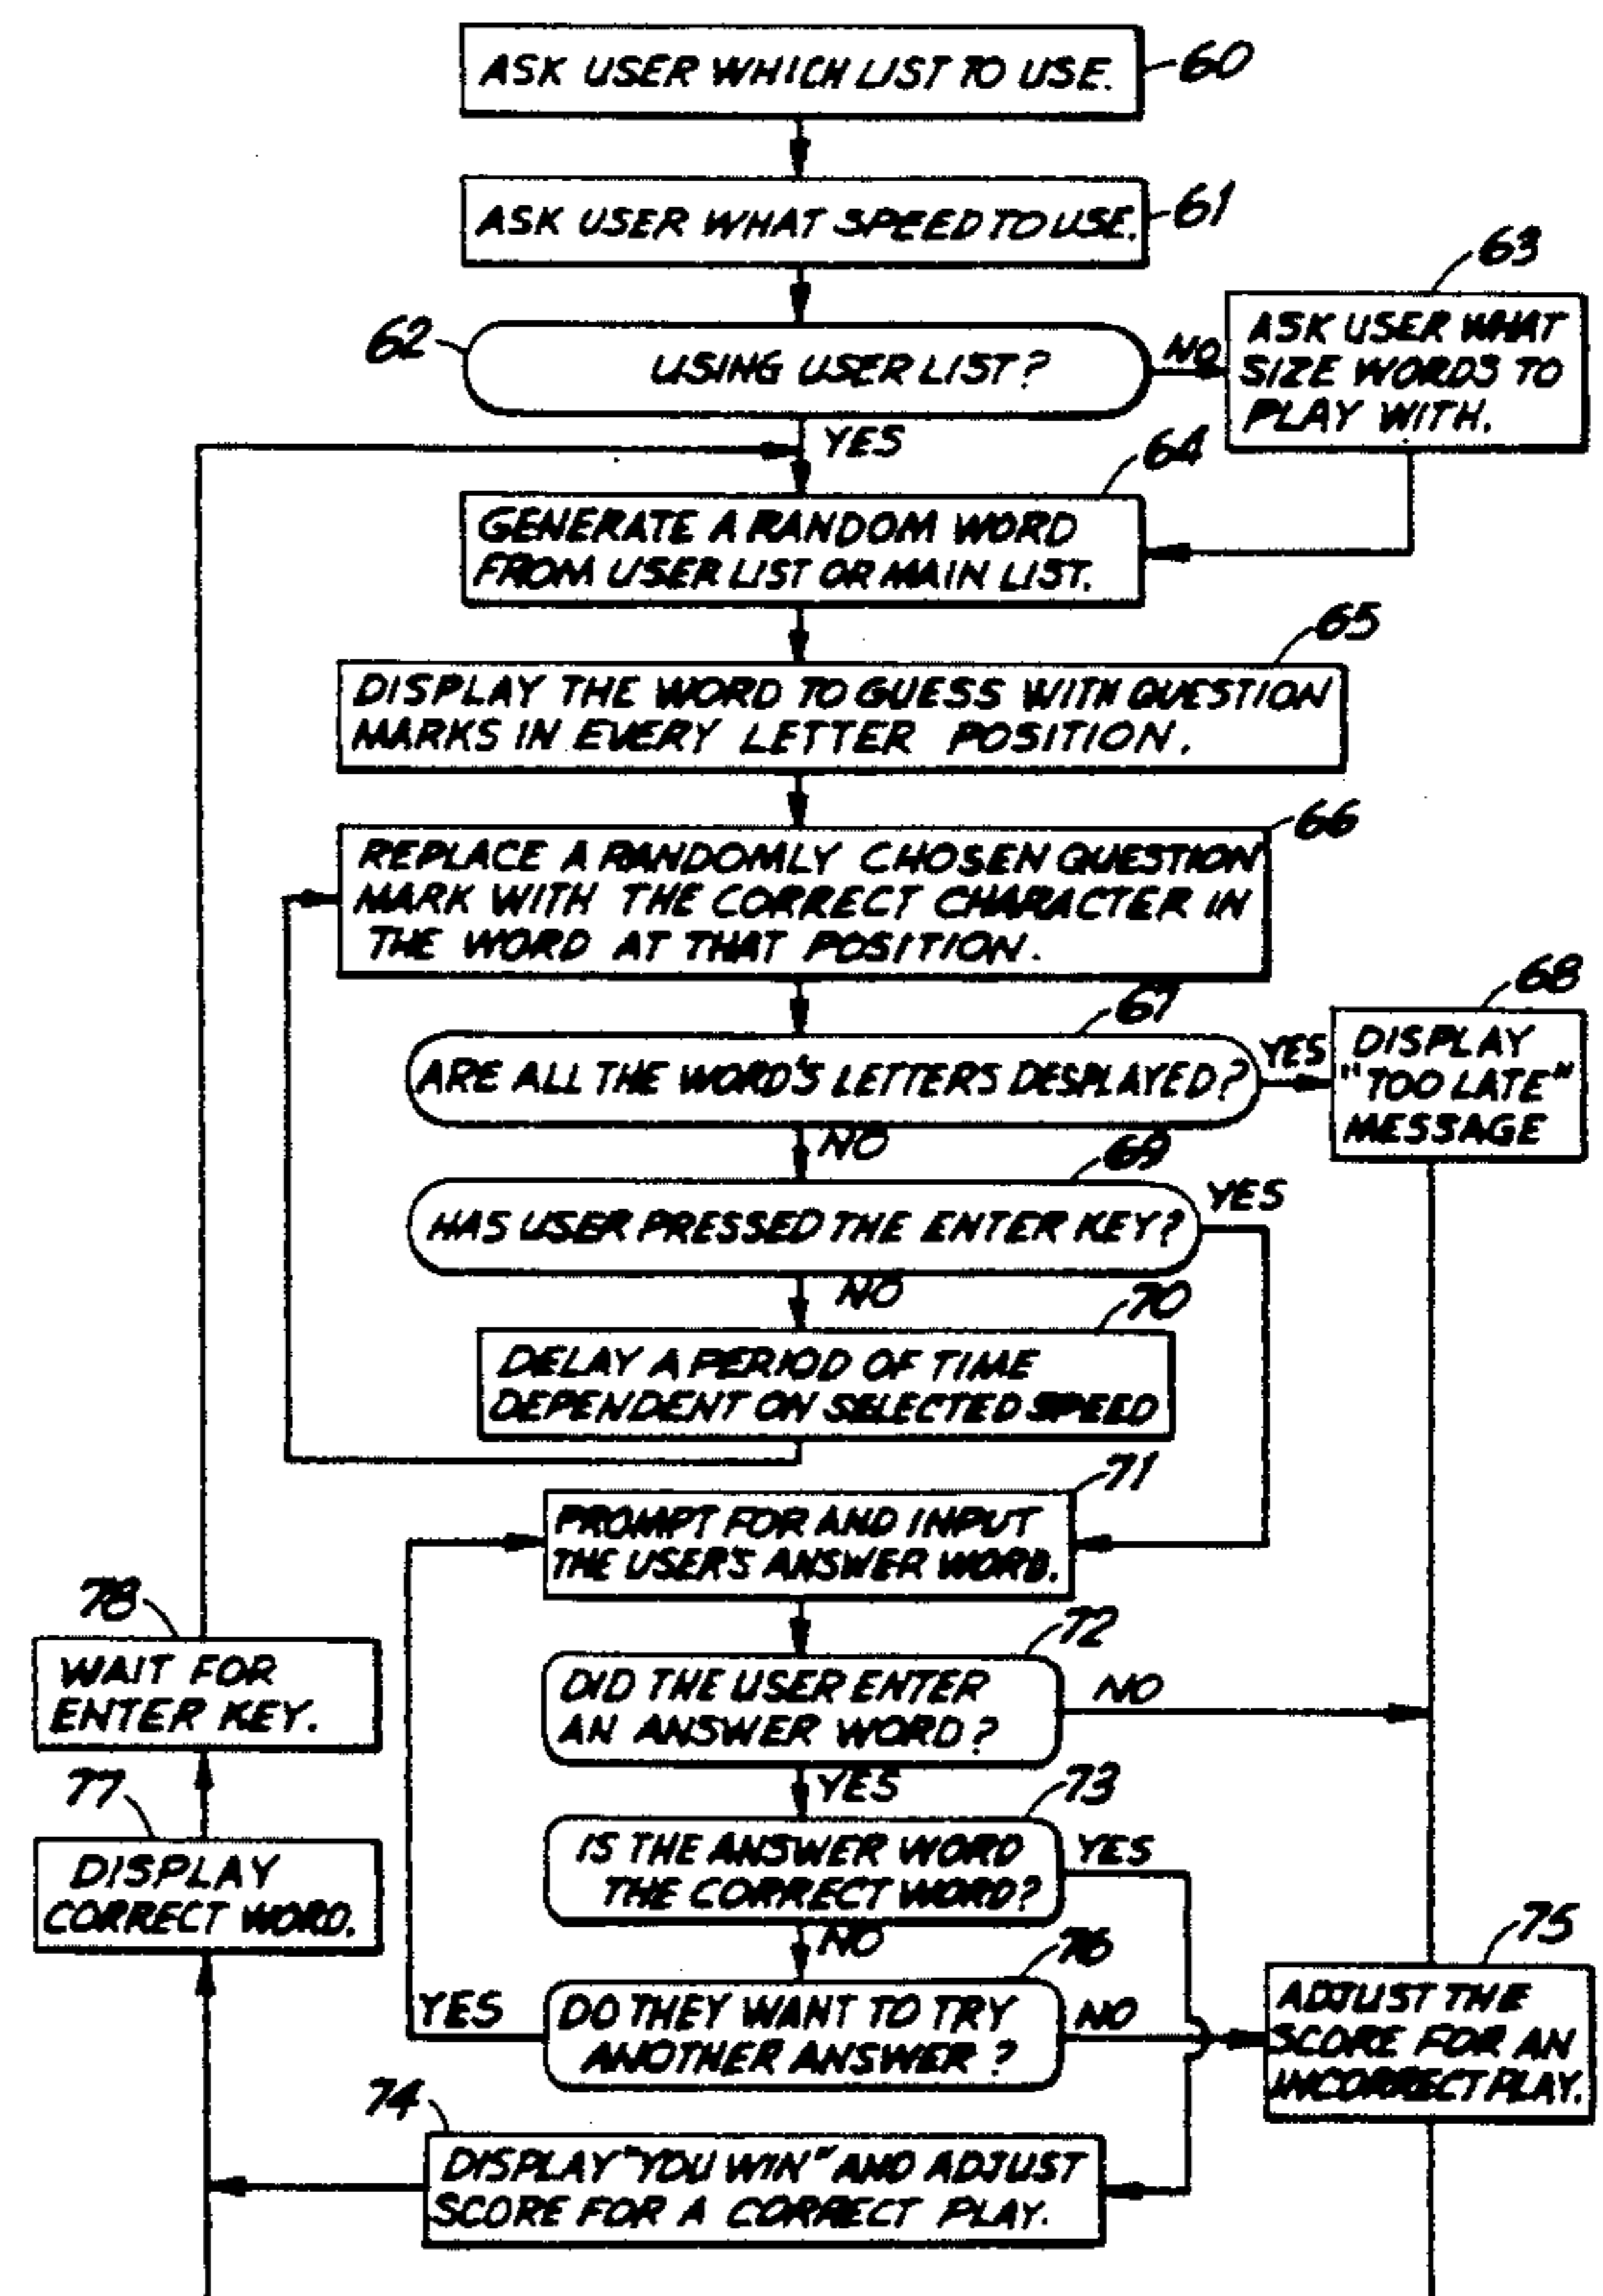 ASK USER WHICH LIST TO USE.
60
ASK USER WHAT SPEED TO USE.
61
62
USING USER LIST?
NO
63
ASK USER WHAT
SIZE WORDS TO
PLAY WITH.
YES
64
GENERATE A RANDOM WORD
FROM USER LIST OR MAIN LIST.
65
DISPLAY THE WORD TO GUESS WITH QUESTION
MARKS IN EVERY LETTER POSITION.
66
REPLACE A RANDOMLY CHOSEN QUESTION
MARK WITH THE CORRECT CHARACTER IN
THE WORD AT THAT POSITION.
67
ARE ALL THE WORD'S LETTERS DESPLAYED?
YES
68
DISPLAY
"TOO LATE"
MESSAGE
NO
69
HAS USER PRESSED THE ENTER KEY?
YES
NO
70
DELAY A PERIOD OF TIME
DEPENDENT ON SELECTED SPEED
71
PROMPT FOR AND INPUT
THE USER'S ANSWER WORD.
72
DID THE USER ENTER
AN ANSWER WORD?
NO
YES
73
IS THE ANSWER WORD
THE CORRECT WORD?
YES
NO
76
DO THEY WANT TO TRY
ANOTHER ANSWER?
YES
NO
75
ADJUST THE
SCORE FOR AN
INCORRECT PLAY.
74
DISPLAY "YOU WIN" AND ADJUST
SCORE FOR A CORRECT PLAY.
77
DISPLAY
CORRECT WORD.
78
WAIT FOR
ENTER KEY.